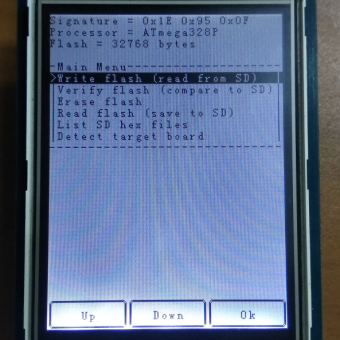 Signature = 0x1E 0x95 0x0F
Processor = ATmega328P
Flash = 32768 bytes
Main Menu
>Write flash (read from SD)
Verify flash (compare to SD)
Erase flash
Read flash (save to SD)
List SD hex files
Detect target board
Up Down Ok